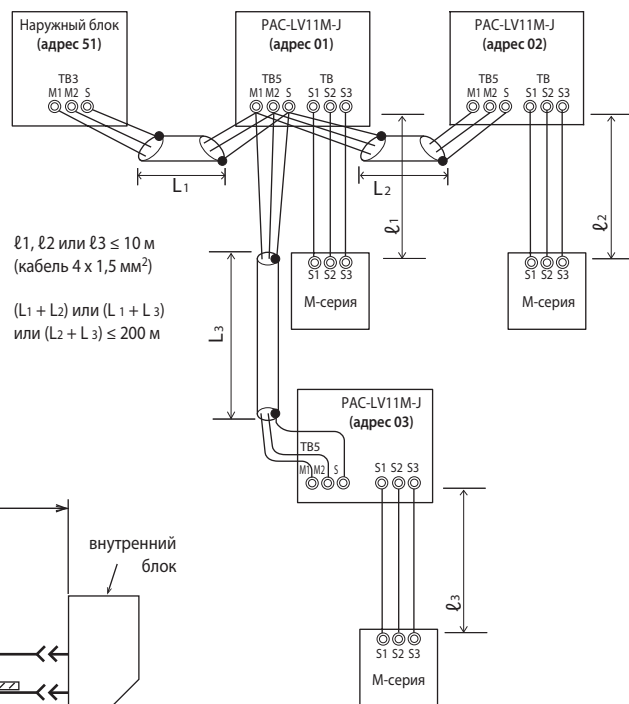 Наружный блок
(адрес 51)
TB3
M1 M2 S
PAC-LV11M-J
(адрес 01)
TB5 TB
M1 M2 S S1 S2 S3
PAC-LV11M-J
(адрес 02)
TB5 TB
M1 M2 S S1 S2 S3
L1
L2
ℓ1
ℓ2
ℓ1, ℓ2 или ℓ3 ≤ 10 м
(кабель 4 x 1,5 мм²)
(L1 + L2) или (L 1 + L 3)
или (L2 + L 3) ≤ 200 м
S1 S2 S3
М-серия
S1 S2 S3
М-серия
L3
PAC-LV11M-J
(адрес 03)
TB5
M1 M2 S S1 S2 S3
внутренний
блок
ℓ3
S1 S2 S3
М-серия